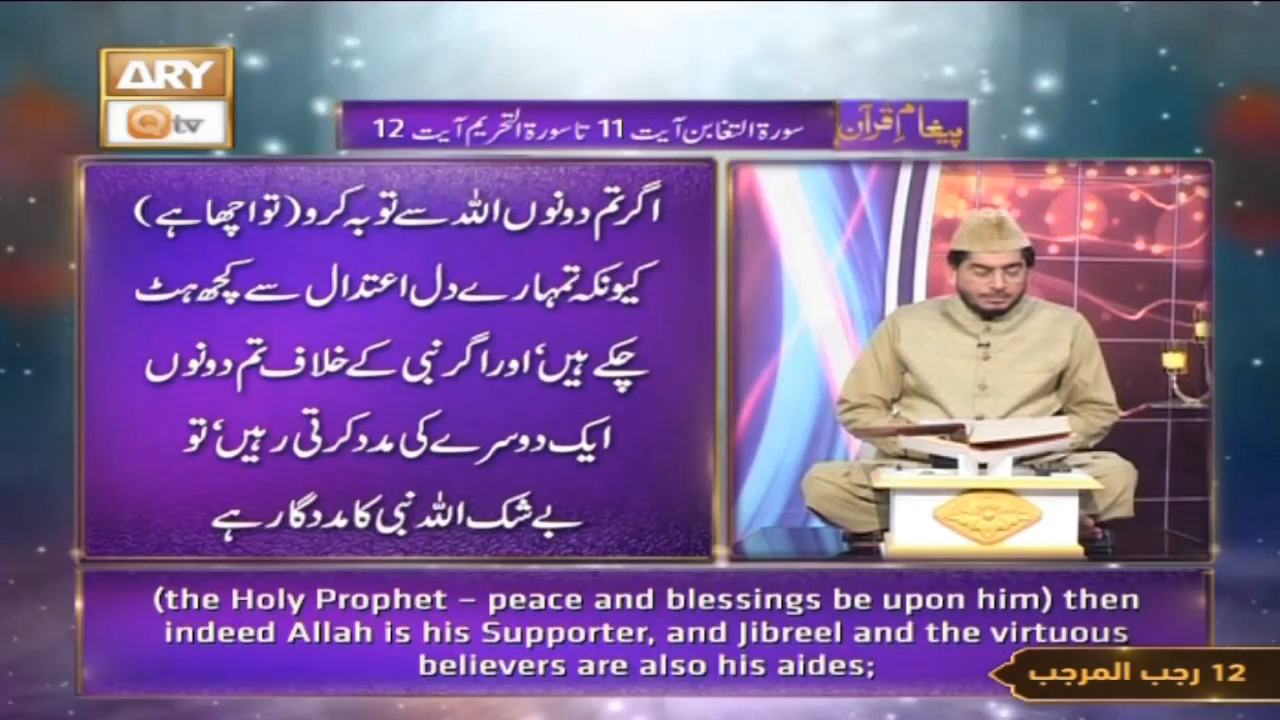 ARY
Qtv
پیغامِ قرآن
سورۃ التغابن آیت 11 تا سورۃ التحریم آیت 12
اگر تم دونوں اللہ سے توبہ کرو (تو اچھا ہے)
کیونکہ تمہارے دل اعتدال سے کچھ ہٹ
چکے ہیں، اور اگر نبی کے خلاف تم دونوں
ایک دوسرے کی مدد کرتی رہیں، تو
بے شک اللہ نبی کا مددگار ہے
(the Holy Prophet – peace and blessings be upon him) then
indeed Allah is his Supporter, and Jibreel and the virtuous
believers are also his aides;
12 رجب المرجب